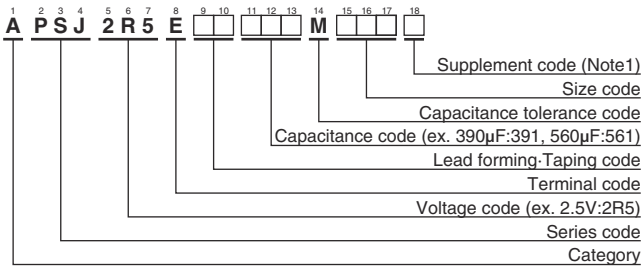 1 2 3 4 5 6 7 8 9 10 11 12 13 14 15 16 17 18
A P S J 2 R 5 E □ □ □ □ □ M □ □ □ □
Supplement code (Note1)
Size code
Capacitance tolerance code
Capacitance code (ex. 390μF:391, 560μF:561)
Lead forming·Taping code
Terminal code
Voltage code (ex. 2.5V:2R5)
Series code
Category